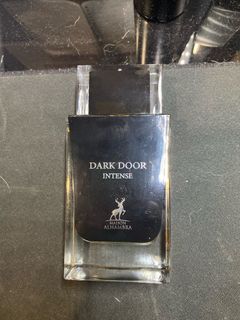 DARK DOOR
INTENSE
MAISON
ALHAMBRA